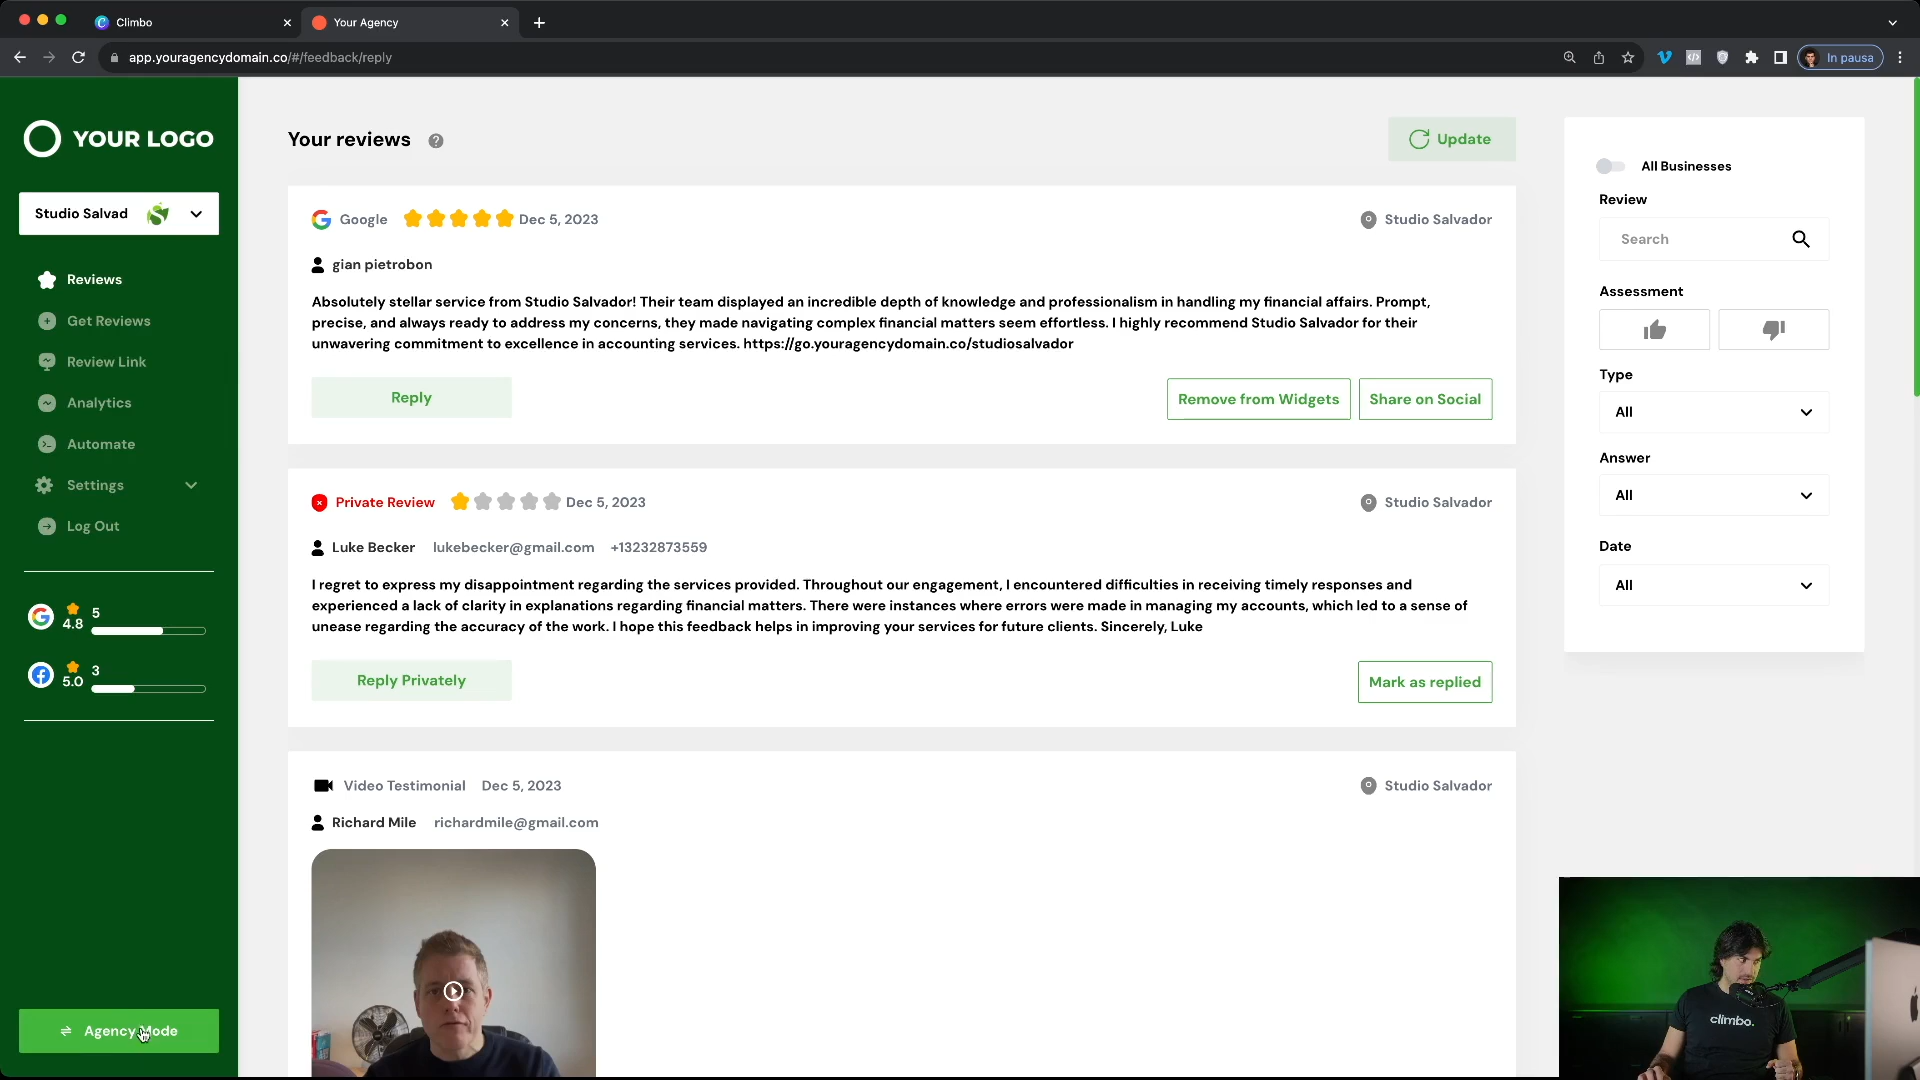 Climbo
Your Agency
app.youragencydomain.co/#/feedback/reply
In pausa
YOUR LOGO
Studio Salvad
Reviews
Get Reviews
Review Link
Analytics
Automate
Settings
Log Out
4.8 5
5.0 3
Agency Mode
Your reviews
Update
Google Dec 5, 2023 Studio Salvador
gian pietrobon
Absolutely stellar service from Studio Salvador! Their team displayed an incredible depth of knowledge and professionalism in handling my financial affairs. Prompt,
precise, and always ready to address my concerns, they made navigating complex financial matters seem effortless. I highly recommend Studio Salvador for their
unwavering commitment to excellence in accounting services. https://go.youragencydomain.co/studiosalvador
Reply Remove from Widgets Share on Social
Private Review Dec 5, 2023 Studio Salvador
Luke Becker lukebecker@gmail.com +13232873559
I regret to express my disappointment regarding the services provided. Throughout our engagement, I encountered difficulties in receiving timely responses and
experienced a lack of clarity in explanations regarding financial matters. There were instances where errors were made in managing my accounts, which led to a sense of
unease regarding the accuracy of the work. I hope this feedback helps in improving your services for future clients. Sincerely, Luke
Reply Privately Mark as replied
Video Testimonial Dec 5, 2023 Studio Salvador
Richard Mile richardmile@gmail.com
All Businesses
Review
Search
Assessment
Type
All
Answer
All
Date
All
climbo.